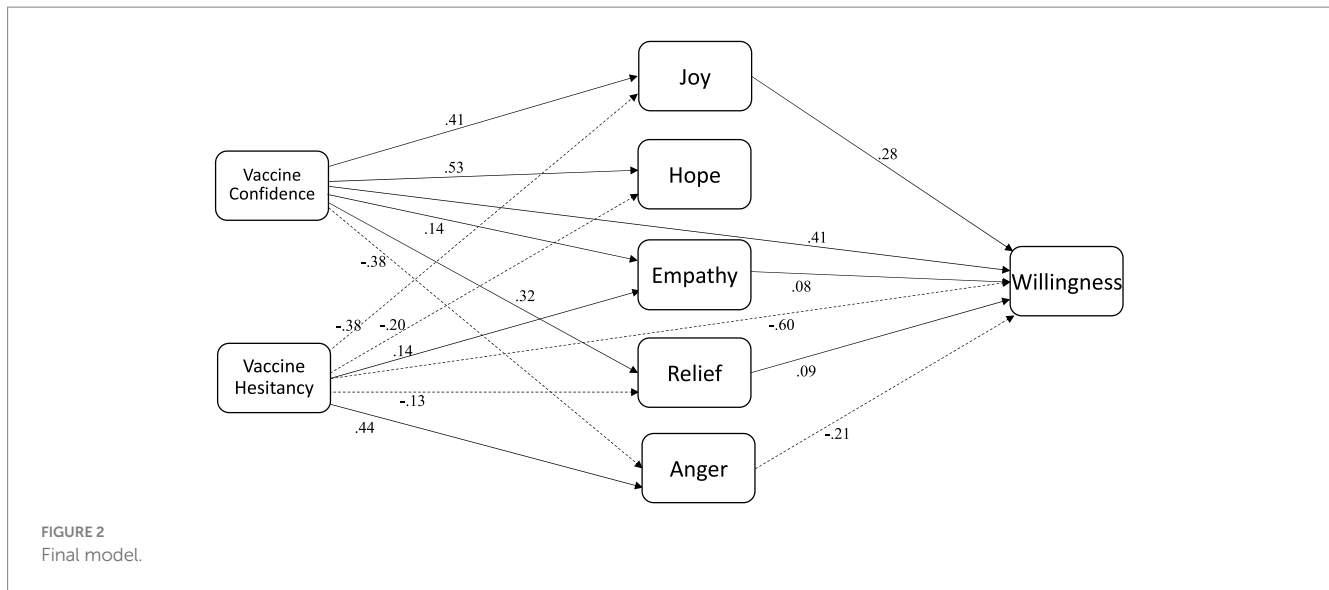 Joy
.41
.28
Vaccine
Confidence
.53
Hope
.14
.41
-.38
Empathy
Willingness
.08
.32
-.38
-.20
-.60
.14
Vaccine
Hesitancy
Relief
.09
-.13
.44
-.21
Anger
FIGURE 2
Final model.